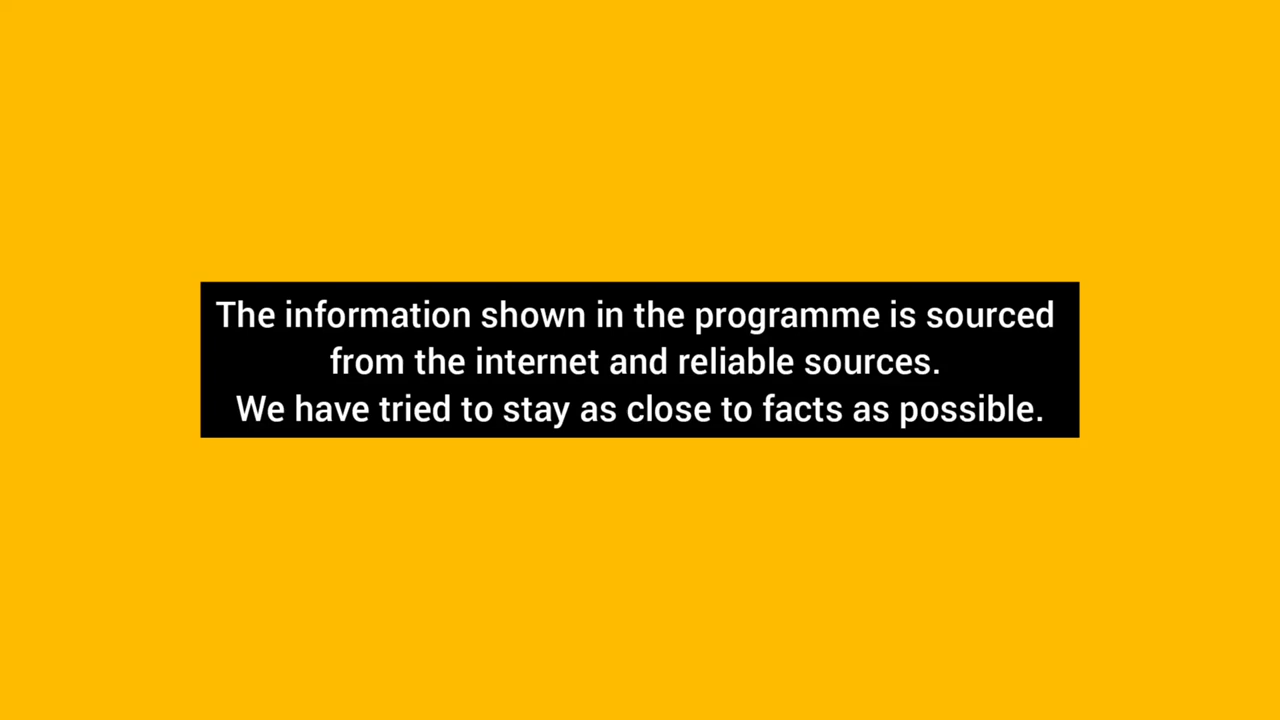 The information shown in the programme is sourced
from the internet and reliable sources.
We have tried to stay as close to facts as possible.